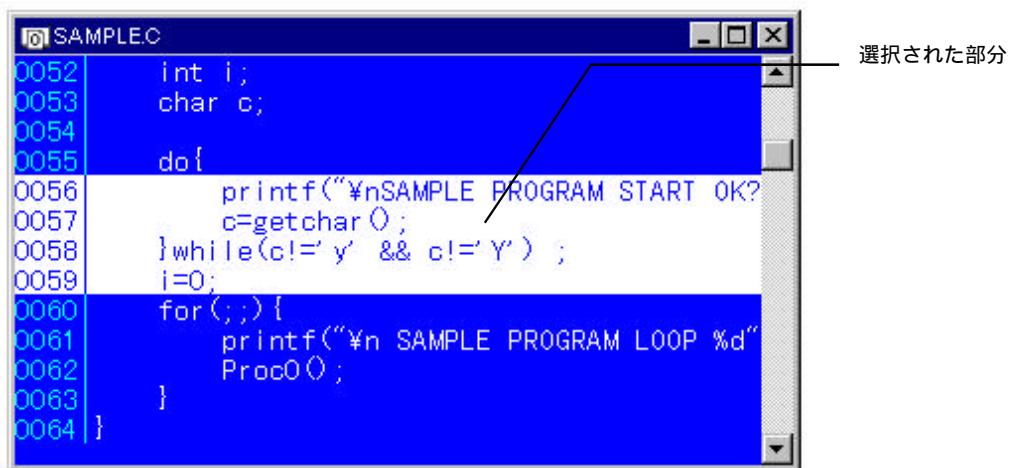 SAMPLE.C
選択された部分
0052 int i;
0053 char c;
0054
0055 do{
0056 printf("¥nSAMPLE PROGRAM START OK?
0057 c=getchar();
0058 }while(c!='y' && c!='Y') ;
0059 i=0;
0060 for(;;){
0061 printf("¥n SAMPLE PROGRAM LOOP %d"
0062 Proc0();
0063 }
0064 }